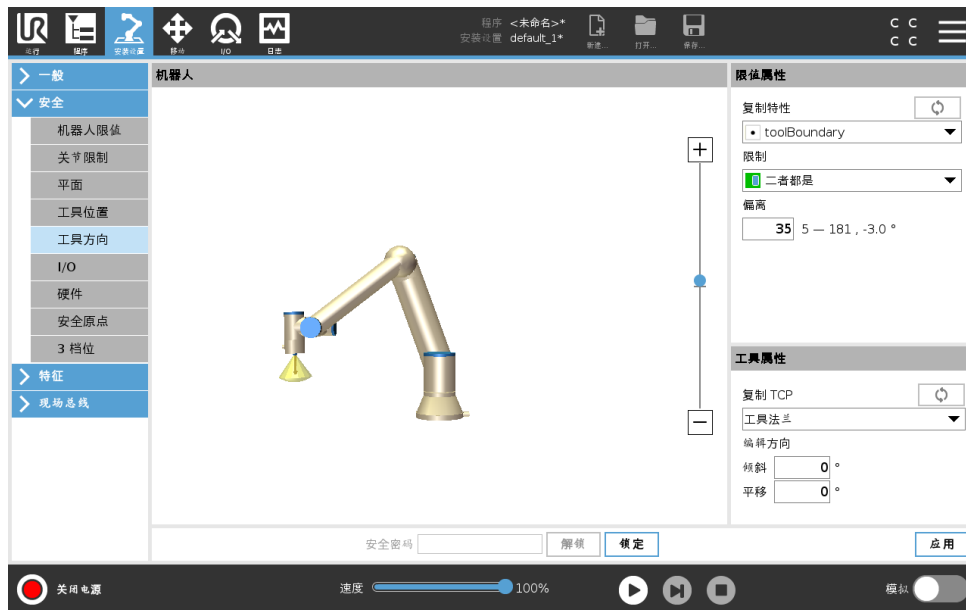 UR
程序 <未命名>*
安装设置 default_1*
运行 程序 安装设置 移动 I/O 日志
新建... 打开... 保存...
C C
C C
一般
安全
机器人限值
关节限制
平面
工具位置
工具方向
I/O
硬件
安全原点
3 档位
特征
现场总线
机器人
限值属性
复制特性
toolBoundary
限制
二者都是
偏离
35 5 — 181 , -3.0 °
工具属性
复制 TCP
工具法兰
编辑方向
倾斜 0 °
平移 0 °
安全密码 解锁 锁定 应用
关闭电源 速度 100% 模拟